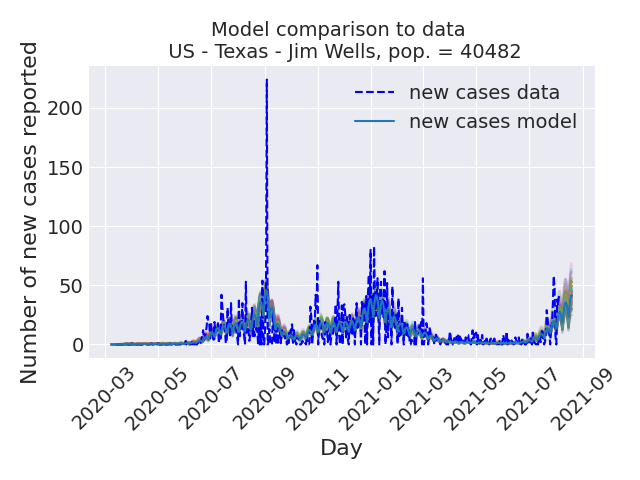 Model comparison to data
US - Texas - Jim Wells, pop. = 40482
Number of new cases reported
200
150
100
50
0
new cases data
new cases model
2020-03
2020-05
2020-07
2020-09
2020-11
2021-01
2021-03
2021-05
2021-07
2021-09
Day